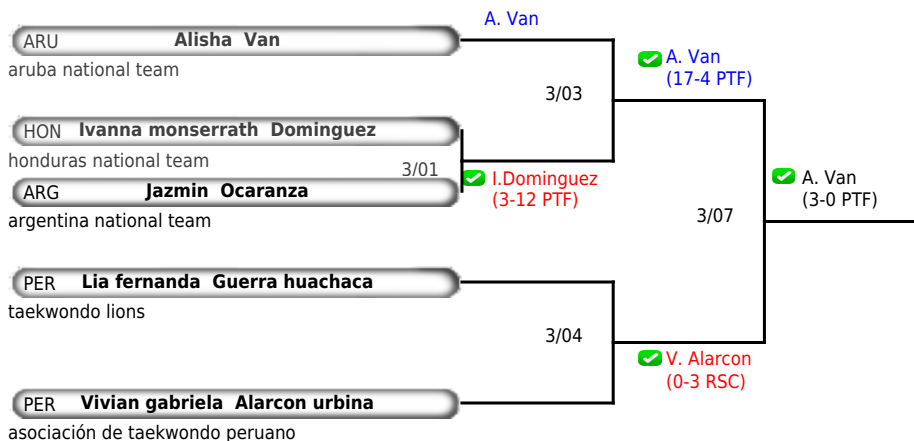 A. Van
ARU Alisha Van
aruba national team
A. Van
(17-4 PTF)
3/03
HON Ivanna monserrath Dominguez
honduras national team
3/01
I.Dominguez
(3-12 PTF)
A. Van
(3-0 PTF)
ARG Jazmin Ocaranza
argentina national team
3/07
PER Lia fernanda Guerra huachaca
taekwondo lions
3/04
V. Alarcon
(0-3 RSC)
PER Vivian gabriela Alarcon urbina
asociación de taekwondo peruano